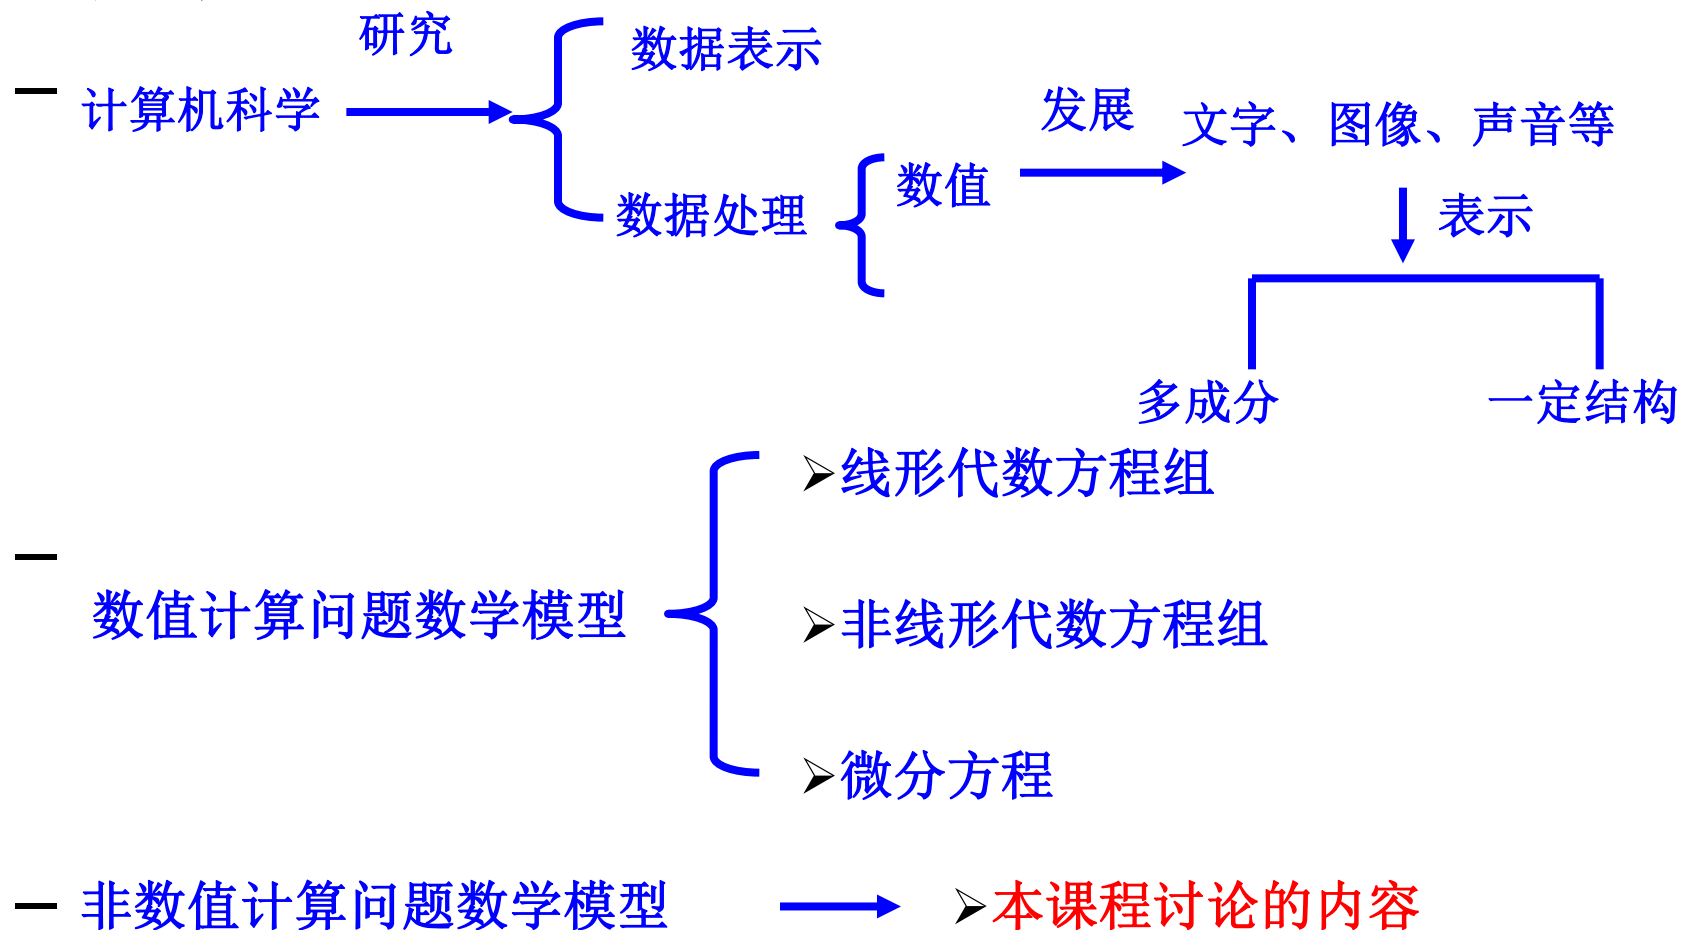 研究
数据表示
计算机科学
发展
文字、图像、声音等
数据处理
数值
表示
多成分
一定结构
线形代数方程组
数值计算问题数学模型
非线形代数方程组
微分方程
非数值计算问题数学模型
本课程讨论的内容